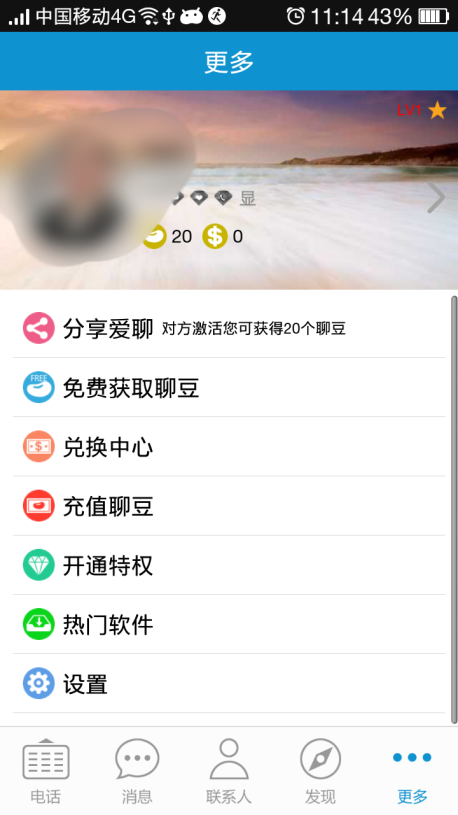 中国移动4G 11:14 43%
更多
LV1
显
20 0
分享爱聊 对方激活您可获得20个聊豆
FREE
免费获取聊豆
兑换中心
充值聊豆
开通特权
热门软件
设置
电话 消息 联系人 发现 更多